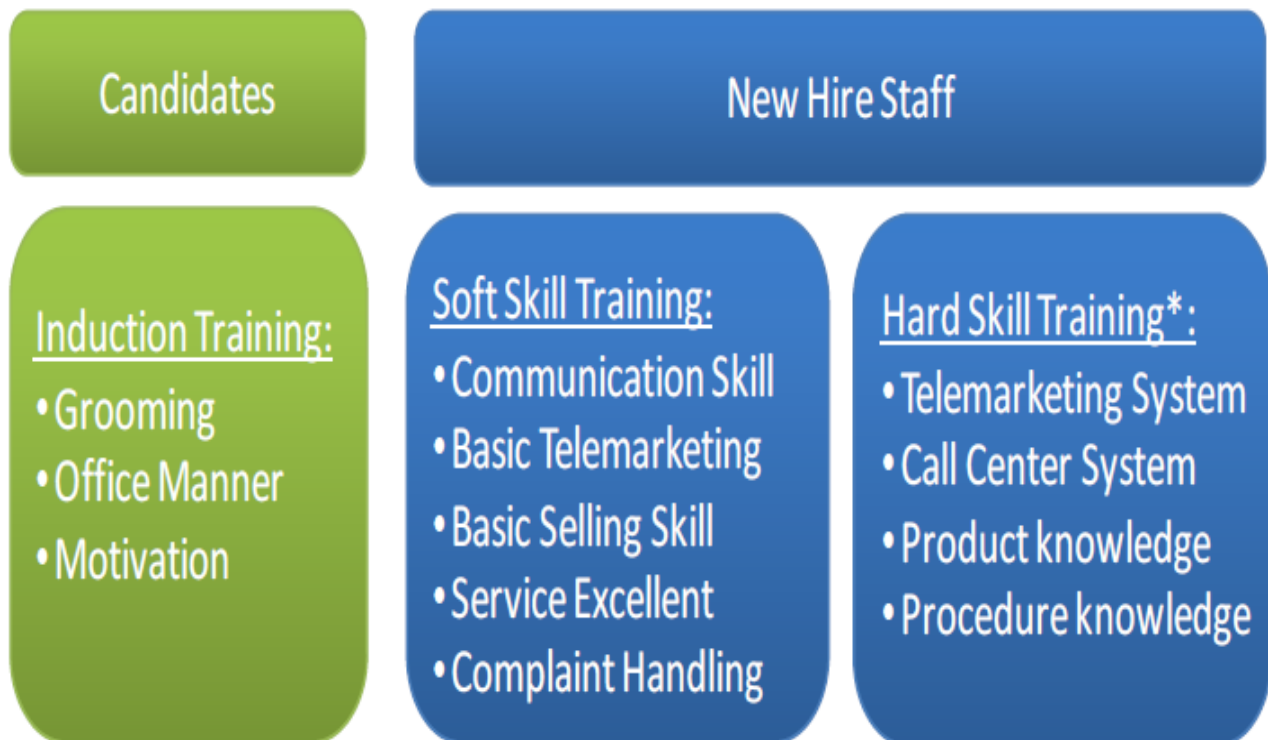 Candidates
New Hire Staff
Induction Training:
•Grooming
•Office Manner
•Motivation
Soft Skill Training:
•Communication Skill
•Basic Telemarketing
•Basic Selling Skill
•Service Excellent
•Complaint Handling
Hard Skill Training*:
•Telemarketing System
•Call Center System
•Product knowledge
•Procedure knowledge